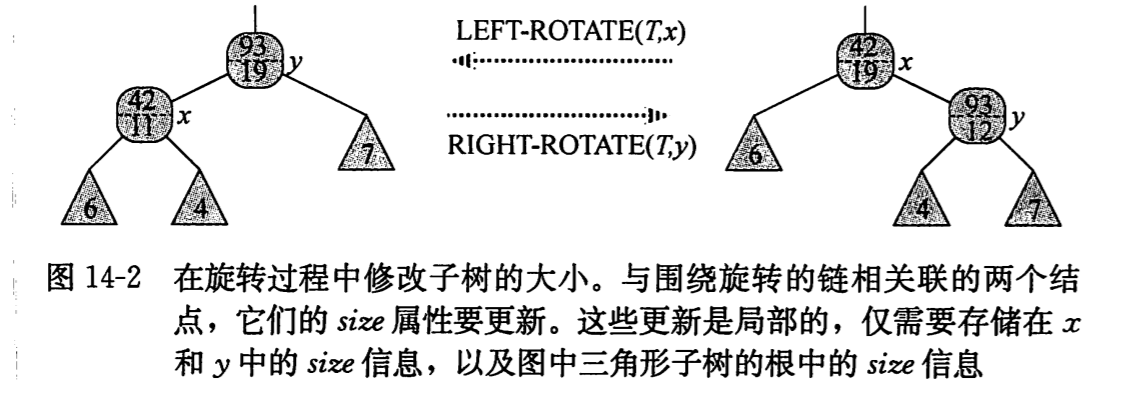 LEFT-ROTATE(T,x)
93
19
y
42
19
x
42
11
x
93
12
y
RIGHT-ROTATE(T,y)
7
6
6
4
4
7
图 14-2 在旋转过程中修改子树的大小。与围绕旋转的链相关联的两个结
点，它们的 size 属性要更新。这些更新是局部的，仅需要存储在 x
和 y 中的 size 信息，以及图中三角形子树的根中的 size 信息